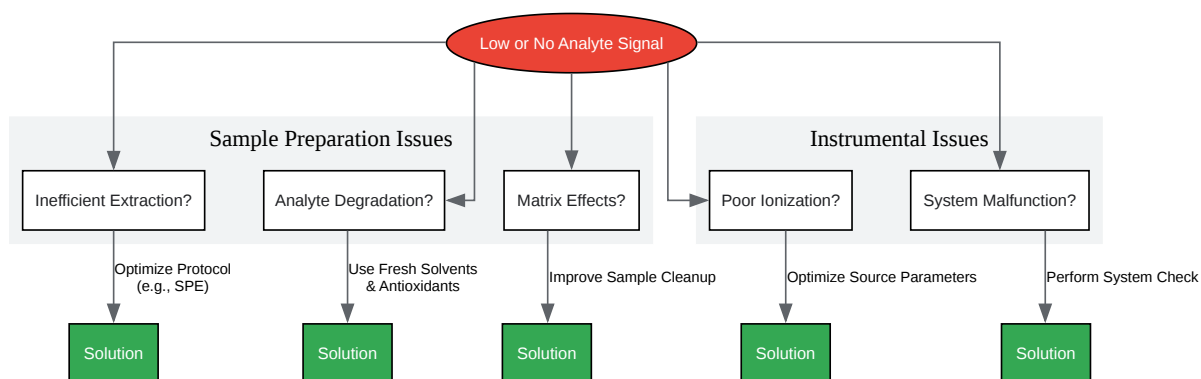 Low or No Analyte Signal
Sample Preparation Issues
Instrumental Issues
Inefficient Extraction?
Analyte Degradation?
Matrix Effects?
Poor Ionization?
System Malfunction?
Optimize Protocol
(e.g., SPE)
Use Fresh Solvents
& Antioxidants
Improve Sample Cleanup
Optimize Source Parameters
Perform System Check
Solution
Solution
Solution
Solution
Solution